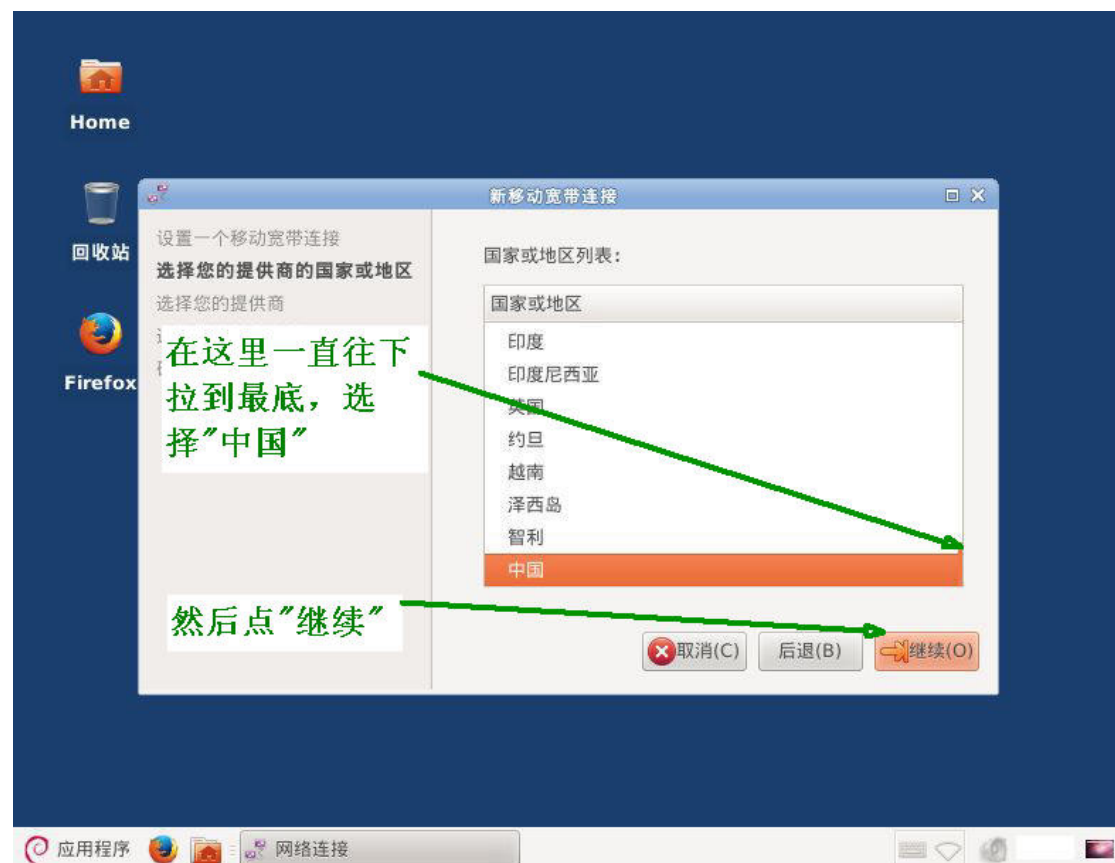 Home
回收站
Firefox
新移动宽带连接
设置一个移动宽带连接
选择您的提供商的国家或地区
选择您的提供商
在这里一直往下
拉到最底，选
择"中国"
然后点"继续"
国家或地区列表：
国家或地区
印度
印度尼西亚
英国
约旦
越南
泽西岛
智利
中国
取消(C)
后退(B)
继续(O)
应用程序
网络连接